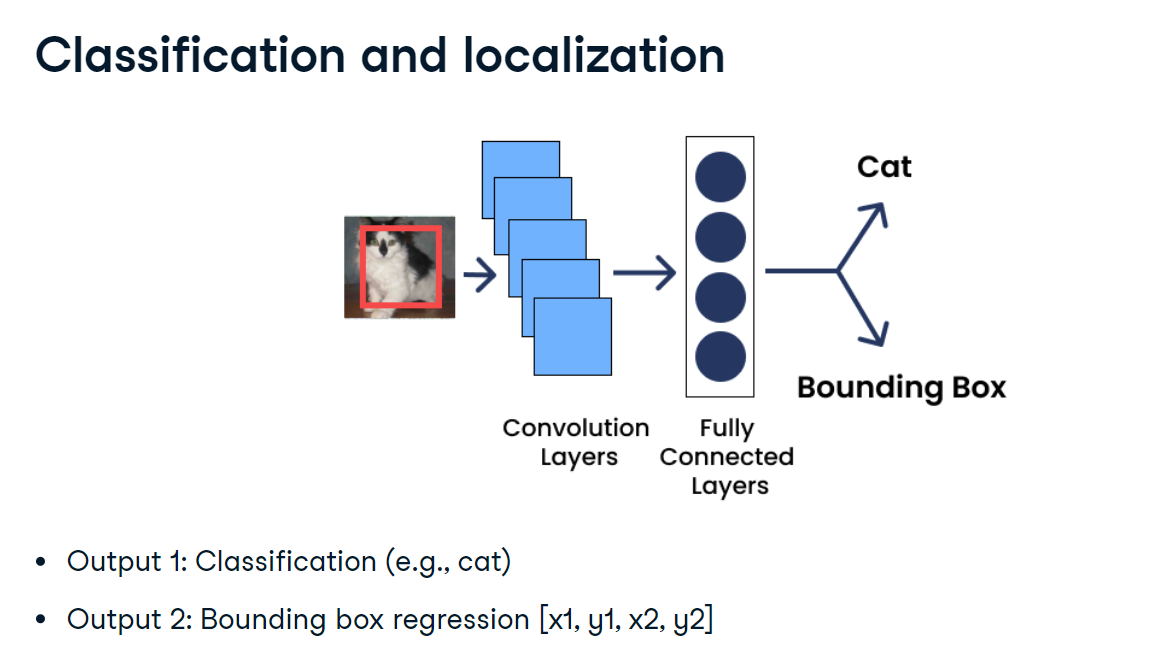 Classification and localization
Cat
Bounding Box
Convolution
Layers
Fully
Connected
Layers
• Output 1: Classification (e.g., cat)
• Output 2: Bounding box regression [x1, y1, x2, y2]